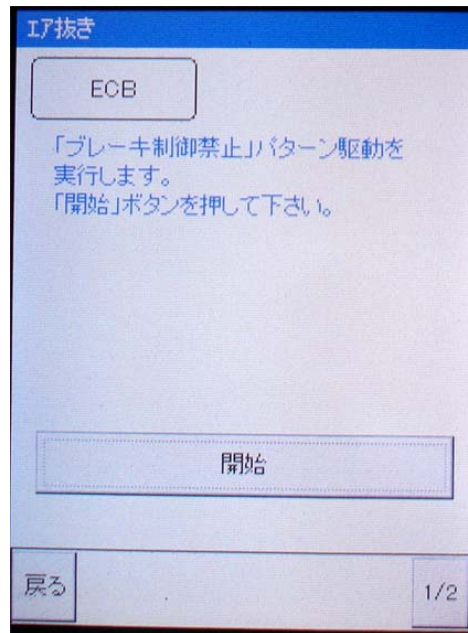 エア抜き
ECB
「ブレーキ制御禁止」パターン駆動を
実行します。
「開始」ボタンを押して下さい。
開始
戻る
1/2